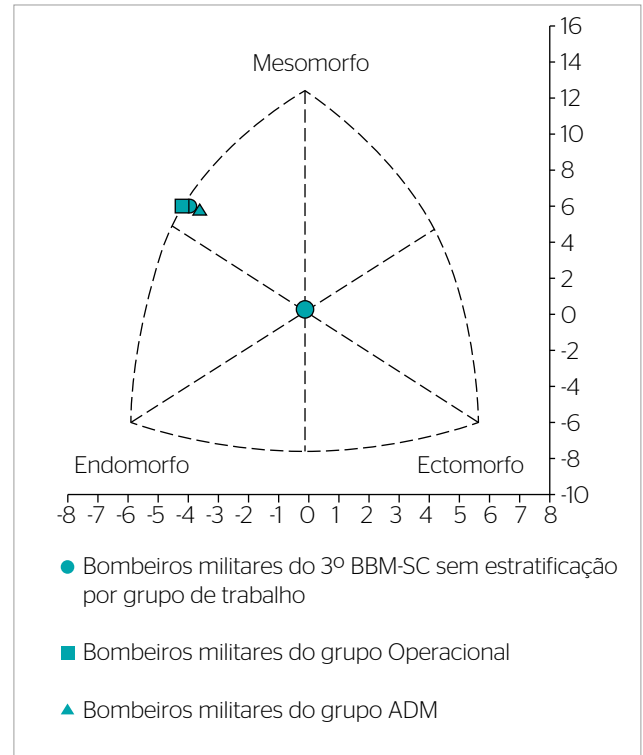 16
Mesomorfo
14
12
10
8
6
4
2
0
-2
-4
-6
Endomorfo
Ectomorfo
-8
-10
-8 -7 -6 -5 -4 -3 -2 -1 0 1 2 3 4 5 6 7 8
Bombeiros militares do 3º BBM-SC sem estratificação
por grupo de trabalho
Bombeiros militares do grupo Operacional
Bombeiros militares do grupo ADM